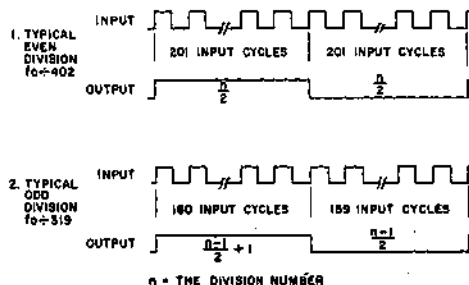 INPUT
1. TYPICAL
EVEN
DIVISION
fo÷402
201 INPUT CYCLES
201 INPUT CYCLES
OUTPUT
n/2
n/2
INPUT
2. TYPICAL
ODD
DIVISION
fo÷319
160 INPUT CYCLES
159 INPUT CYCLES
OUTPUT
n-1/2 + 1
n-1/2
n = THE DIVISION NUMBER